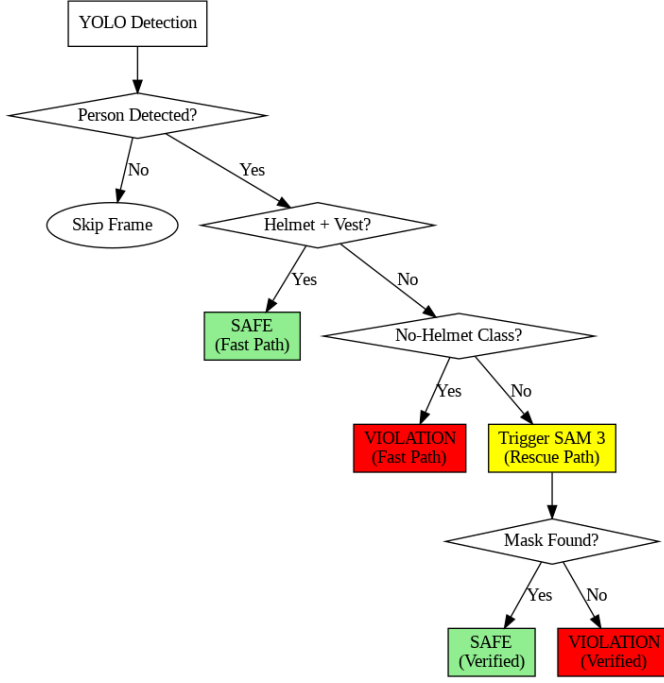 YOLO Detection
Person Detected?
No
Yes
Skip Frame
Helmet + Vest?
Yes
No
SAFE
(Fast Path)
No-Helmet Class?
Yes
No
VIOLATION
(Fast Path)
Trigger SAM 3
(Rescue Path)
Mask Found?
Yes
No
SAFE
(Verified)
VIOLATION
(Verified)